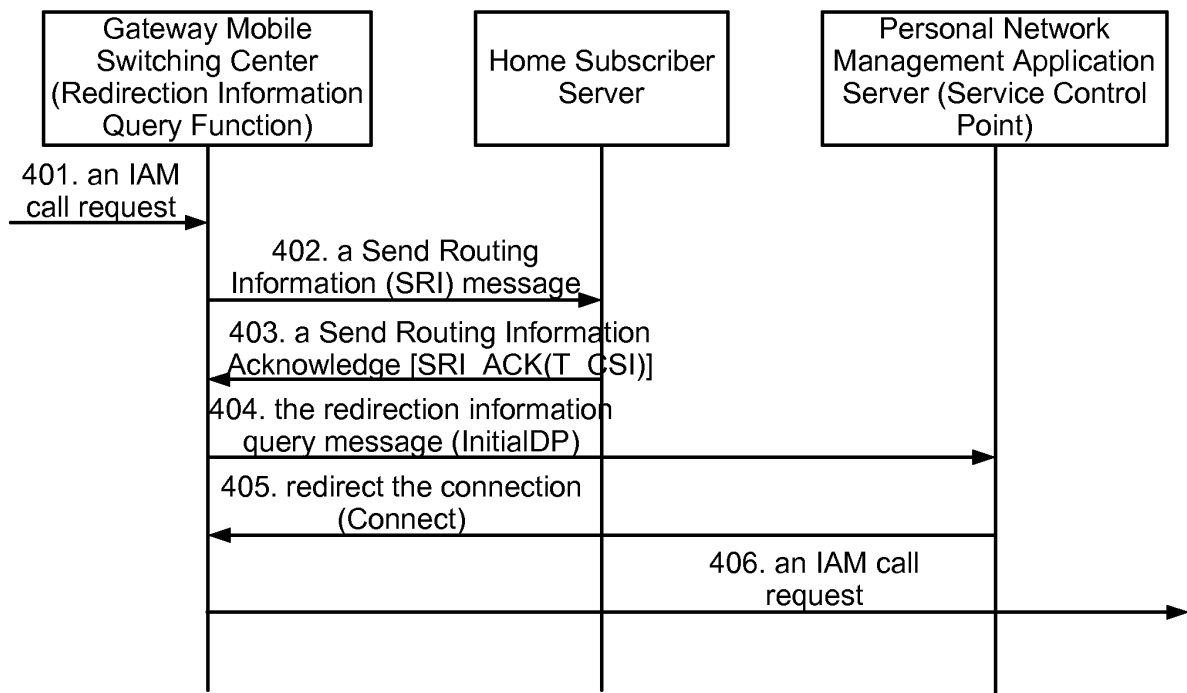 Gateway Mobile
Switching Center
(Redirection Information
Query Function)
Home Subscriber
Server
Personal Network
Management Application
Server (Service Control
Point)
401. an IAM
call request
402. a Send Routing
Information (SRI) message
403. a Send Routing Information
Acknowledge [SRI_ACK(T_CSI)]
404. the redirection information
query message (InitialDP)
405. redirect the connection
(Connect)
406. an IAM call
request